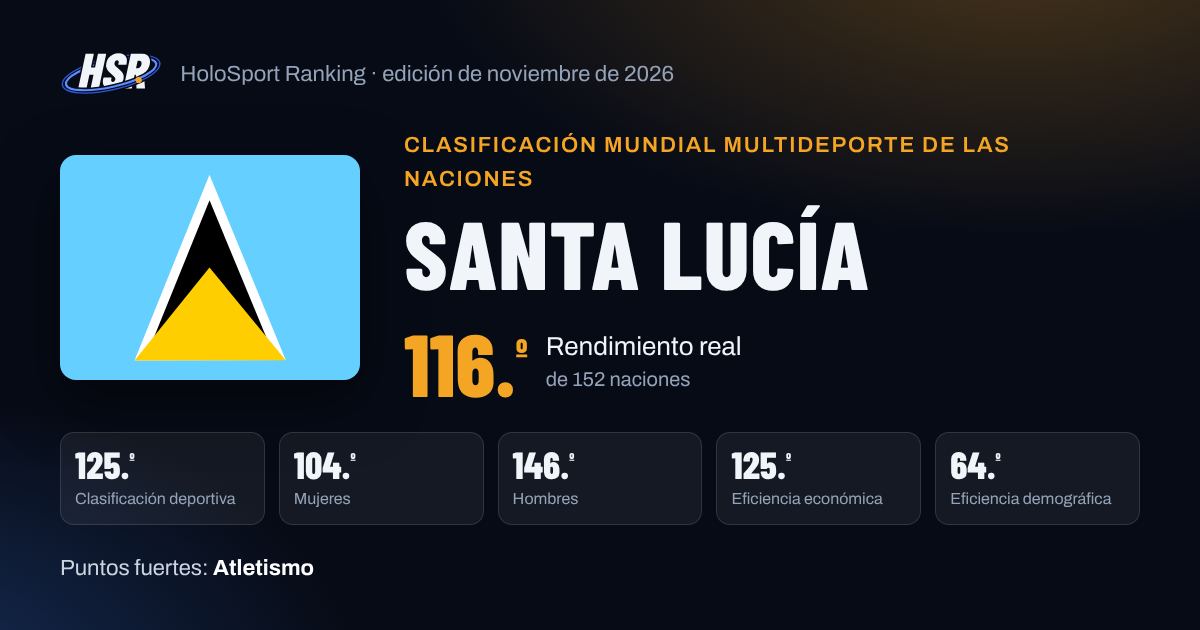 HSR
HoloSport Ranking · edición de noviembre de 2026
CLASIFICACIÓN MUNDIAL MULTIDEPORTE DE LAS
NACIONES
SANTA LUCÍA
116.º
Rendimiento real
de 152 naciones
125.º
Clasificación deportiva
104.º
Mujeres
146.º
Hombres
125.º
Eficiencia económica
64.º
Eficiencia demográfica
Puntos fuertes: Atletismo